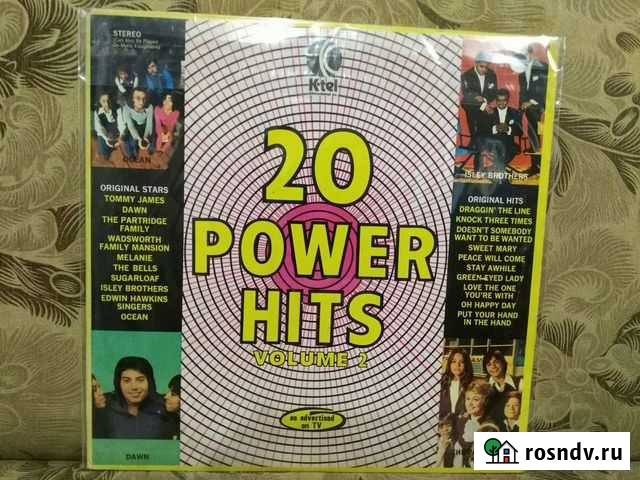 STEREO
K-tel
20
POWER
HITS
VOLUME 2
as advertised
on TV
OCEAN
ORIGINAL STARS
TOMMY JAMES
DAWN
THE PARTRIDGE
FAMILY
WADSWORTH
FAMILY MANSION
MELANIE
THE BELLS
SUGARLOAF
ISLEY BROTHERS
EDWIN HAWKINS
SINGERS
OCEAN
DAWN
ISLEY BROTHERS
ORIGINAL HITS
DRAGGIN' THE LINE
KNOCK THREE TIMES
DOESN'T SOMEBODY
WANT TO BE WANTED
SWEET MARY
PEACE WILL COME
STAY AWHILE
GREEN-EYED LADY
LOVE THE ONE
YOU'RE WITH
OH HAPPY DAY
PUT YOUR HAND
IN THE HAND
rosndv.ru